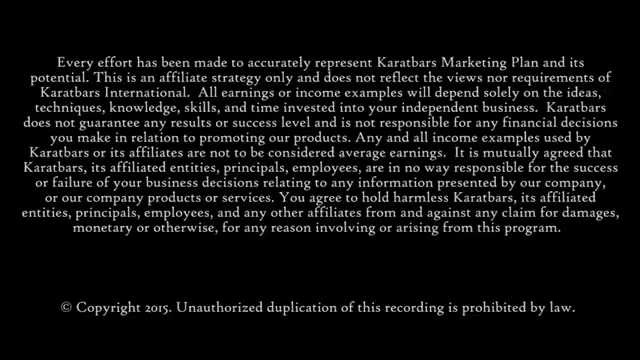 Every effort has been made to accurately represent Karatbars Marketing Plan and its
potential. This is an affiliate strategy only and does not reflect the views nor requirements of
Karatbars International.  All earnings or income examples will depend solely on the ideas,
techniques, knowledge, skills, and time invested into your independent business.  Karatbars
does not guarantee any results or success level and is not responsible for any financial decisions
you make in relation to promoting our products. Any and all income examples used by
Karatbars or its affiliates are not to be considered average earnings.  It is mutually agreed that
Karatbars, its affiliated entities, principals, employees, are in no way responsible for the success
or failure of your business decisions relating to any information presented by our company,
or our company products or services. You agree to hold harmless Karatbars, its affiliated
entities, principals, employees, and any other affiliates from and against any claim for damages,
monetary or otherwise, for any reason involving or arising from this program.
© Copyright 2015. Unauthorized duplication of this recording is prohibited by law.